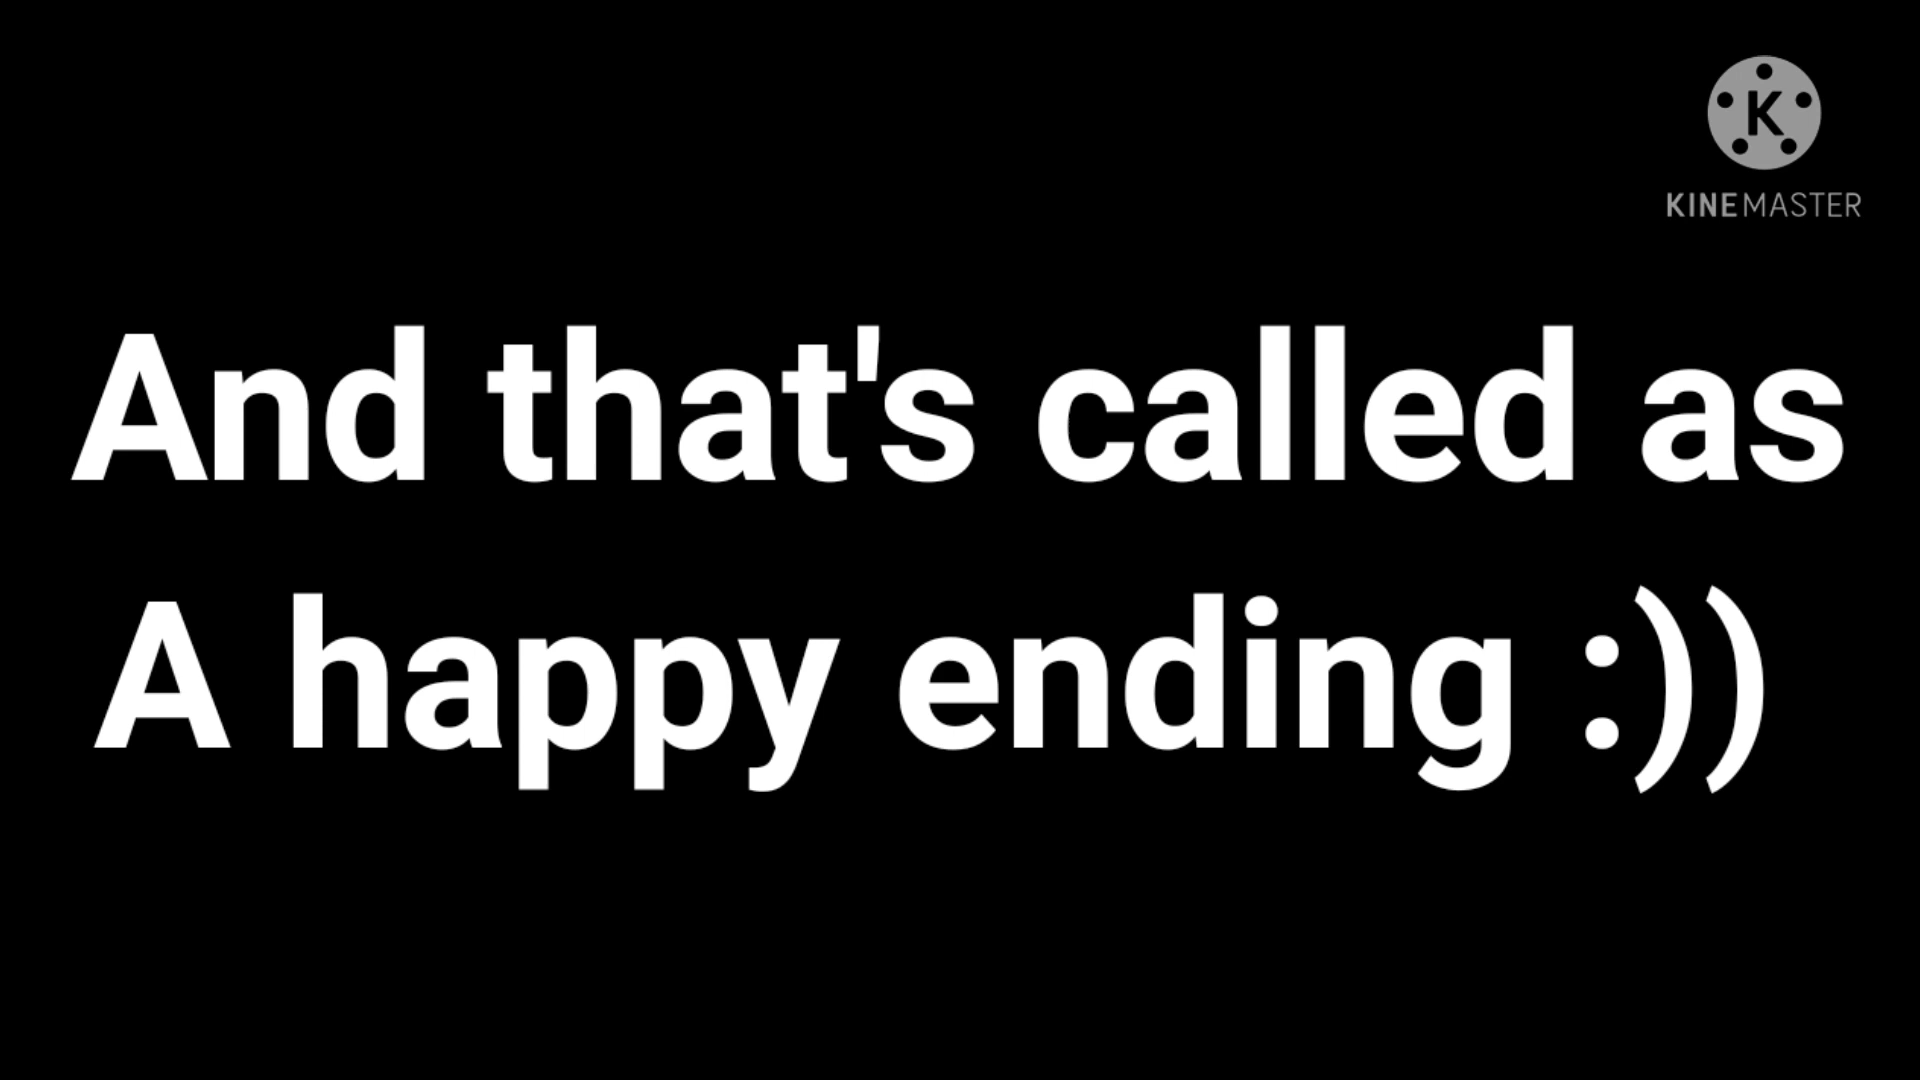 K
KINEMASTER
And that's called as
A happy ending :))